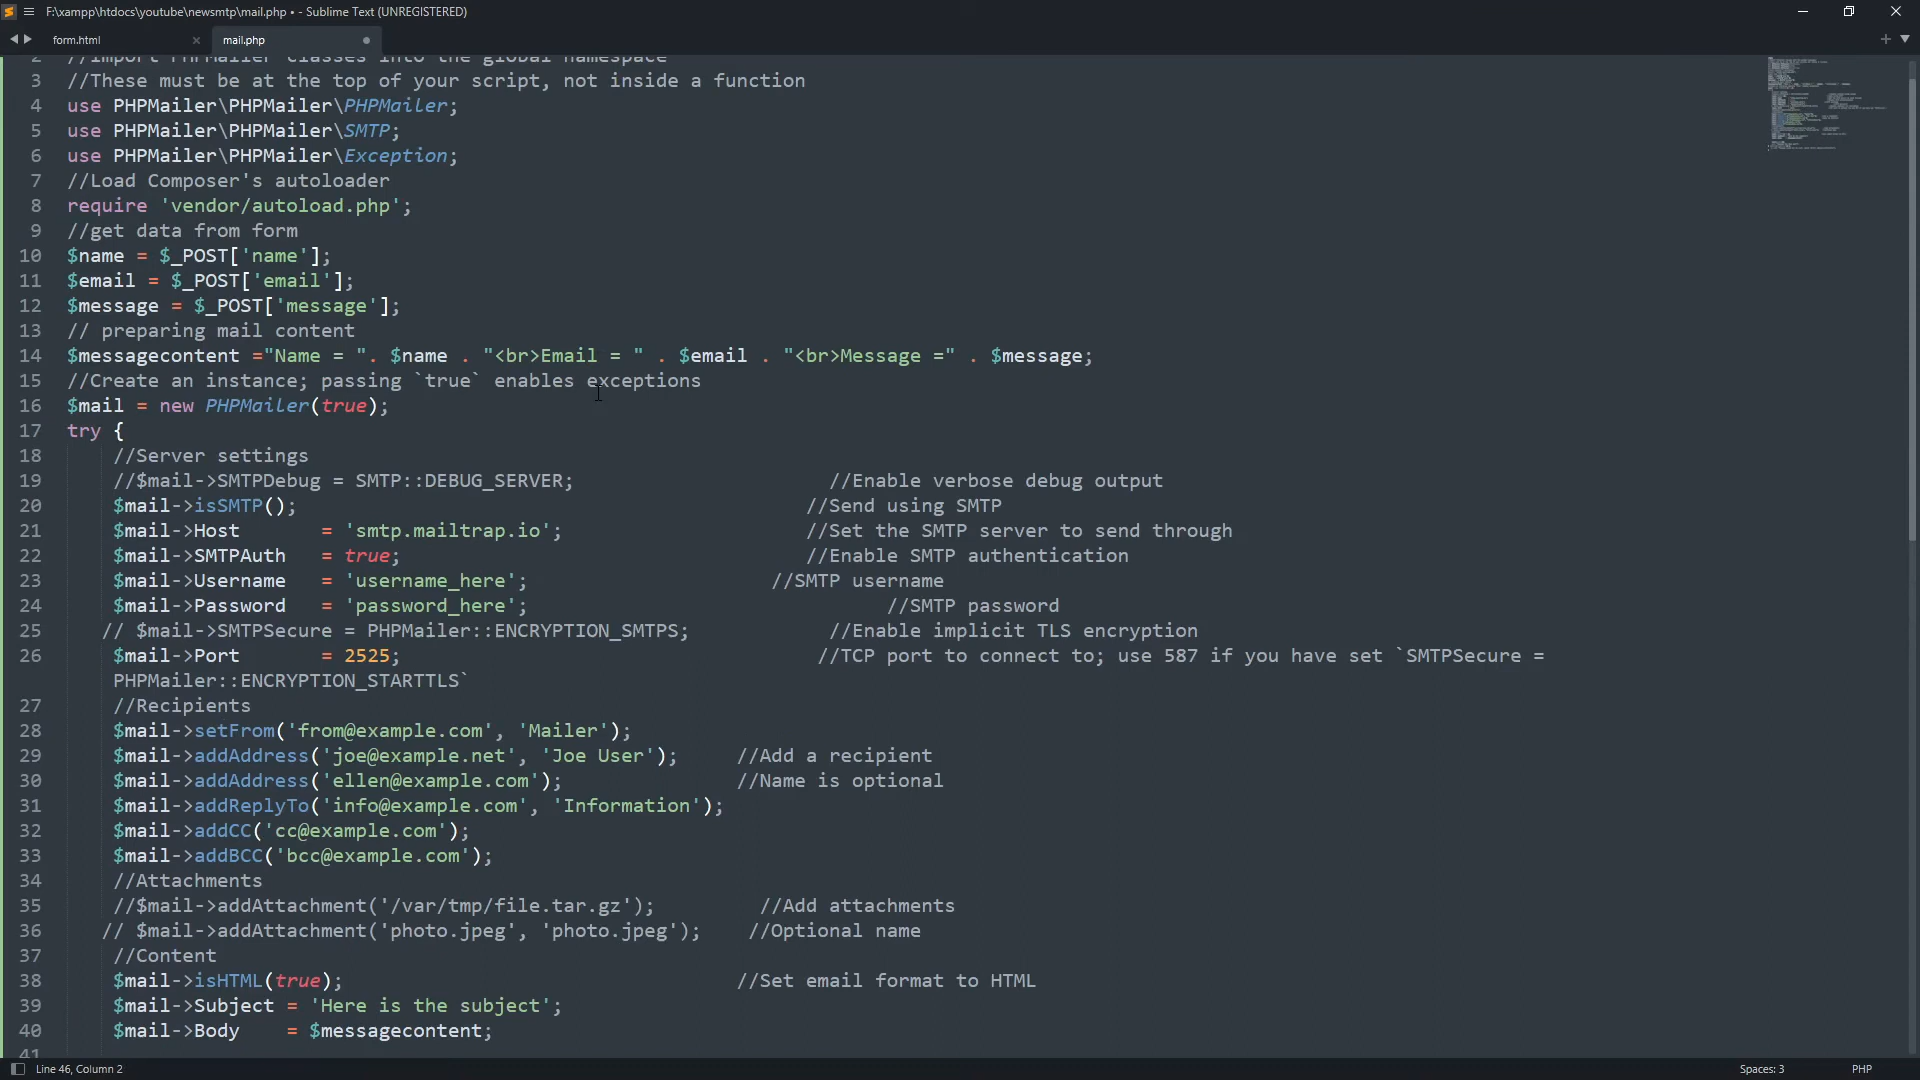 F:\xampp\htdocs\youtube\newsmtp\mail.php • - Sublime Text (UNREGISTERED)
form.html
mail.php
2 //Import PHPMailer classes into the global namespace
3 //These must be at the top of your script, not inside a function
4 use PHPMailer\PHPMailer\PHPMailer;
5 use PHPMailer\PHPMailer\SMTP;
6 use PHPMailer\PHPMailer\Exception;
7 //Load Composer's autoloader
8 require 'vendor/autoload.php';
9 //get data from form
10 $name = $_POST['name'];
11 $email = $_POST['email'];
12 $message = $_POST['message'];
13 // preparing mail content
14 $messagecontent ="Name = ". $name . "<br>Email = " . $email . "<br>Message =" . $message;
15 //Create an instance; passing `true` enables exceptions
16 $mail = new PHPMailer(true);
17 try {
18 //Server settings
19 //$mail->SMTPDebug = SMTP::DEBUG_SERVER; //Enable verbose debug output
20 $mail->isSMTP(); //Send using SMTP
21 $mail->Host = 'smtp.mailtrap.io'; //Set the SMTP server to send through
22 $mail->SMTPAuth = true; //Enable SMTP authentication
23 $mail->Username = 'username_here'; //SMTP username
24 $mail->Password = 'password_here'; //SMTP password
25 // $mail->SMTPSecure = PHPMailer::ENCRYPTION_SMTPS; //Enable implicit TLS encryption
26 $mail->Port = 2525; //TCP port to connect to; use 587 if you have set `SMTPSecure =
PHPMailer::ENCRYPTION_STARTTLS`
27 //Recipients
28 $mail->setFrom('from@example.com', 'Mailer');
29 $mail->addAddress('joe@example.net', 'Joe User'); //Add a recipient
30 $mail->addAddress('ellen@example.com'); //Name is optional
31 $mail->addReplyTo('info@example.com', 'Information');
32 $mail->addCC('cc@example.com');
33 $mail->addBCC('bcc@example.com');
34 //Attachments
35 //$mail->addAttachment('/var/tmp/file.tar.gz'); //Add attachments
36 // $mail->addAttachment('photo.jpeg', 'photo.jpeg'); //Optional name
37 //Content
38 $mail->isHTML(true); //Set email format to HTML
39 $mail->Subject = 'Here is the subject';
40 $mail->Body = $messagecontent;
41
Line 46, Column 2
Spaces: 3
PHP